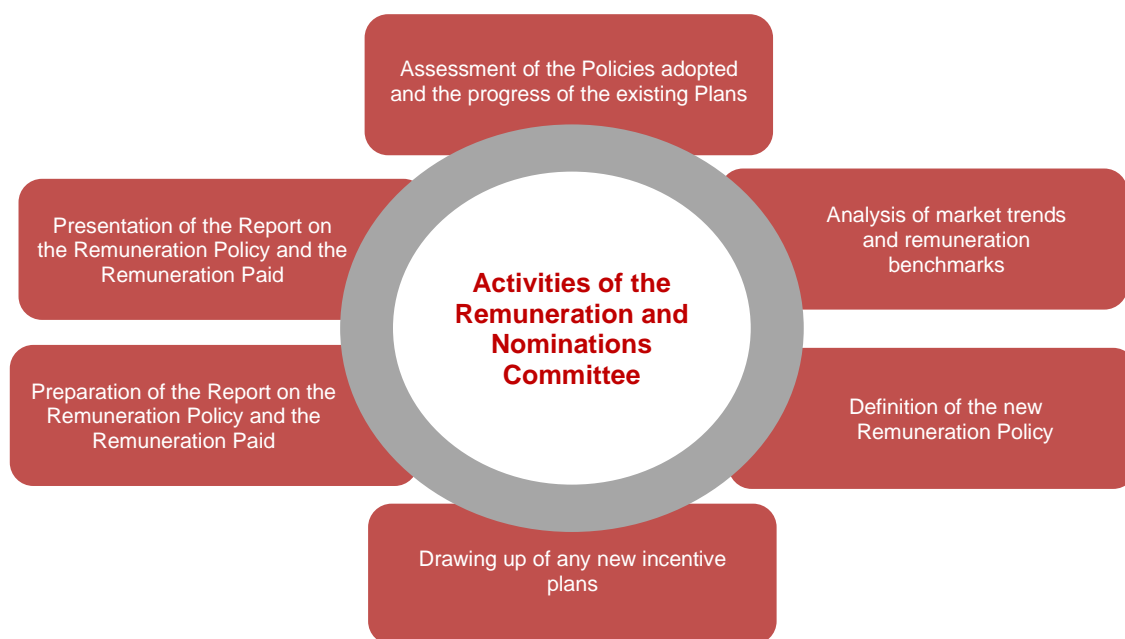 Assessment of the Policies adopted
and the progress of the existing Plans
Analysis of market trends
and remuneration
benchmarks
Definition of the new
Remuneration Policy
Drawing up of any new incentive
plans
Preparation of the Report on the
Remuneration Policy and the
Remuneration Paid
Presentation of the Report on
the Remuneration Policy and the
Remuneration Paid
Activities of the
Remuneration and
Nominations
Committee